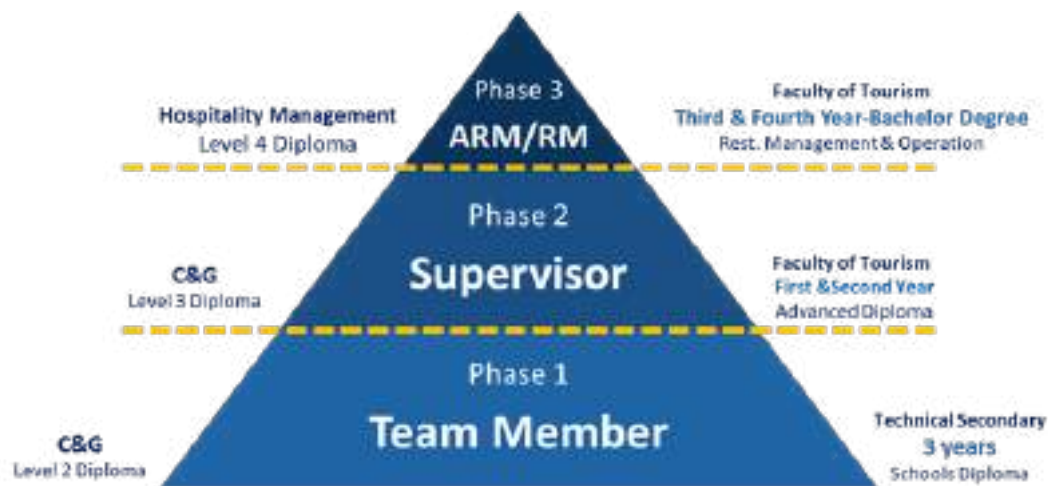 Phase 3
ARM/RM
Hospitality Management
Level 4 Diploma
Faculty of Tourism
Third & Fourth Year-Bachelor Degree
Rest. Management & Operation
Phase 2
Supervisor
C&G
Level 3 Diploma
Faculty of Tourism
First &Second Year
Advanced Diploma
Phase 1
Team Member
C&G
Level 2 Diploma
Technical Secondary
3 years
Schools Diploma